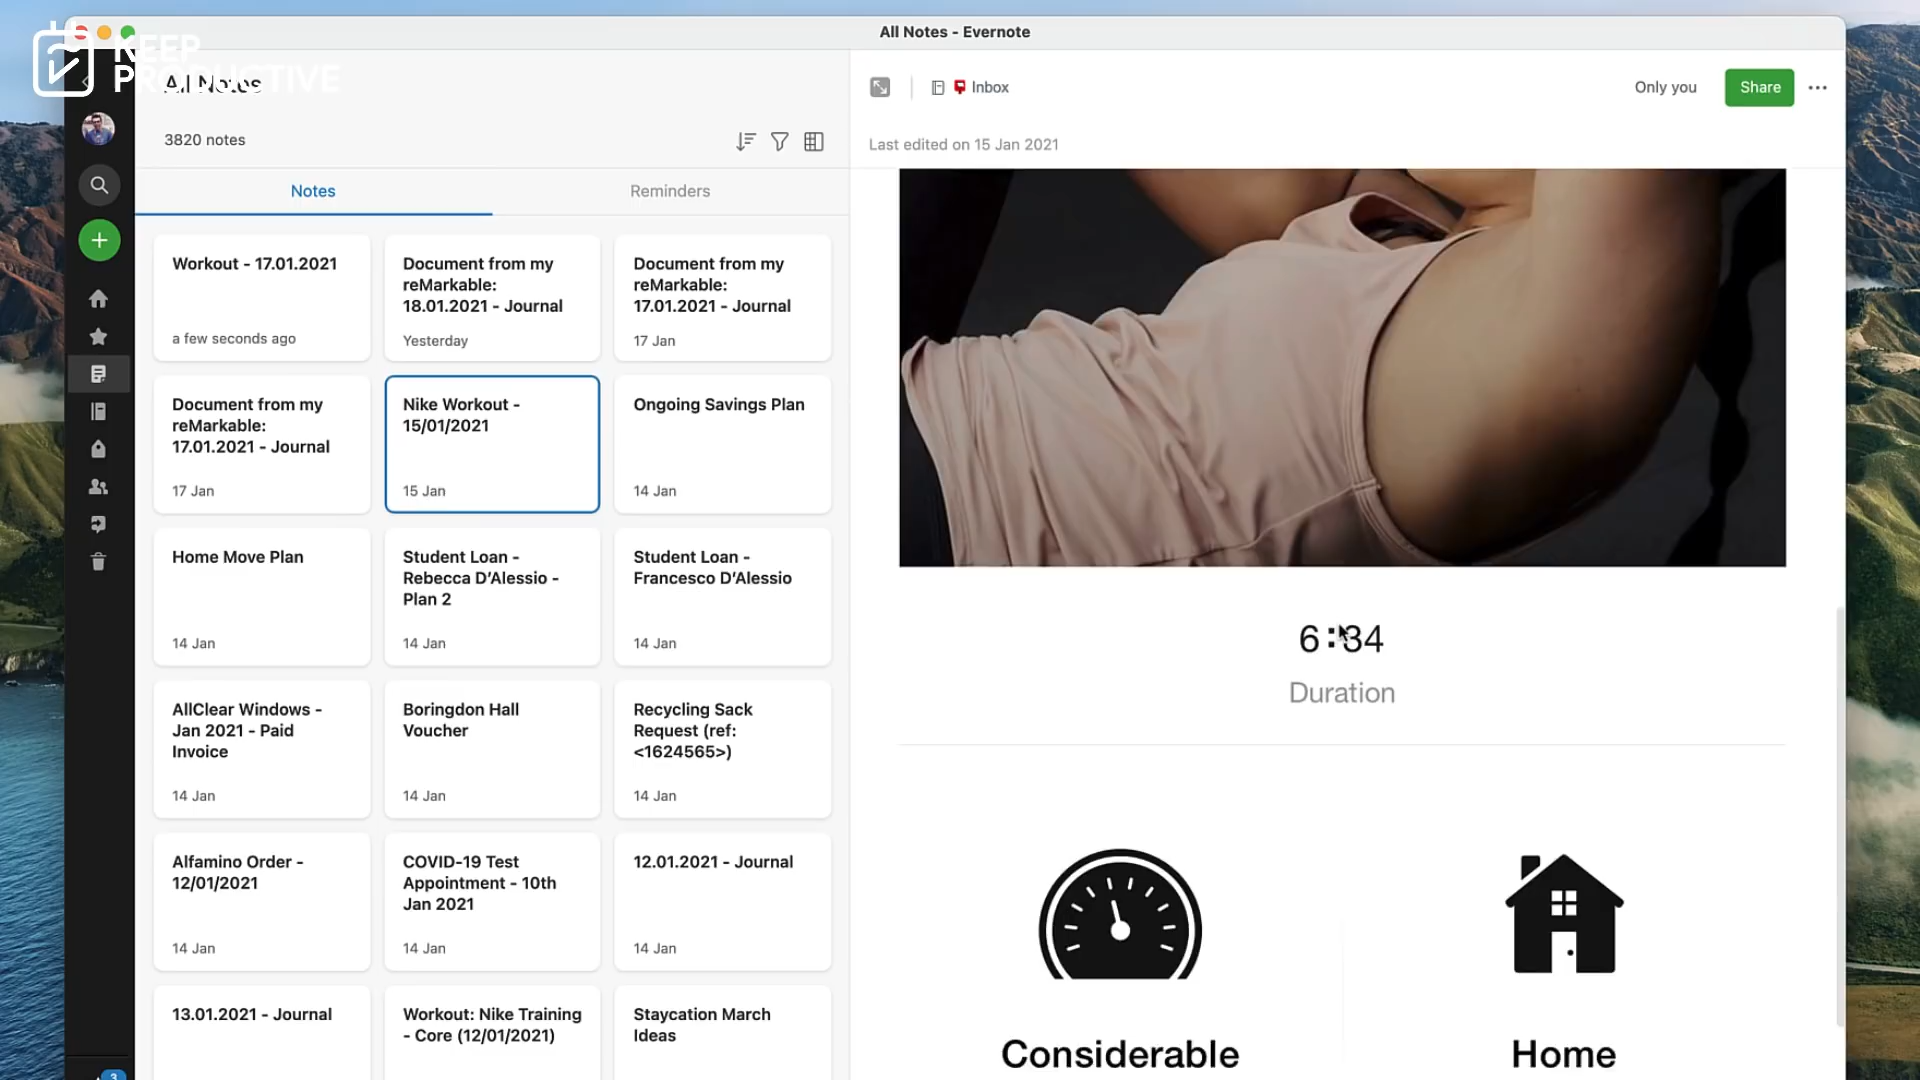 All Notes - Evernote
KEEP
PRODUCTIVE
All Notes
3820 notes
Notes
Reminders
Workout - 17.01.2021
a few seconds ago
Document from my
reMarkable:
18.01.2021 - Journal
Yesterday
Document from my
reMarkable:
17.01.2021 - Journal
17 Jan
Document from my
reMarkable:
17.01.2021 - Journal
17 Jan
Nike Workout -
15/01/2021
15 Jan
Ongoing Savings Plan
14 Jan
Home Move Plan
14 Jan
Student Loan -
Rebecca D’Alessio -
Plan 2
14 Jan
Student Loan -
Francesco D’Alessio
14 Jan
AllClear Windows -
Jan 2021 - Paid
Invoice
14 Jan
Boringdon Hall
Voucher
14 Jan
Recycling Sack
Request (ref:
<1624565>)
14 Jan
Alfamino Order -
12/01/2021
14 Jan
COVID-19 Test
Appointment - 10th
Jan 2021
14 Jan
12.01.2021 - Journal
14 Jan
13.01.2021 - Journal
Workout: Nike Training
- Core (12/01/2021)
Staycation March
Ideas
3
Inbox
Only you
Share
Last edited on 15 Jan 2021
6:34
Duration
Considerable
Home